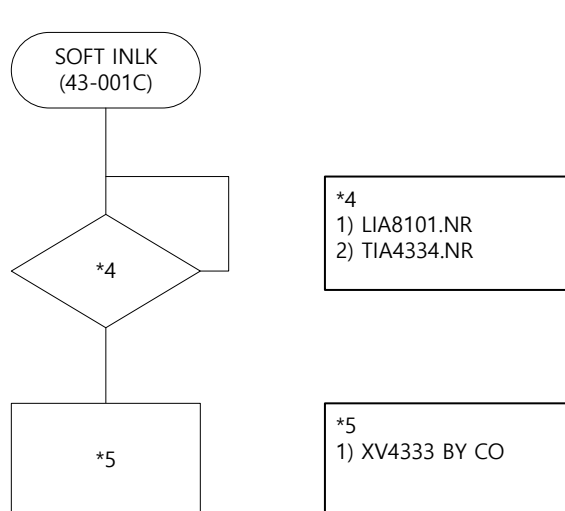 SOFT INLK
(43-001C)
*4
*4
1) LIA8101.NR
2) TIA4334.NR
*5
*5
1) XV4333 BY CO